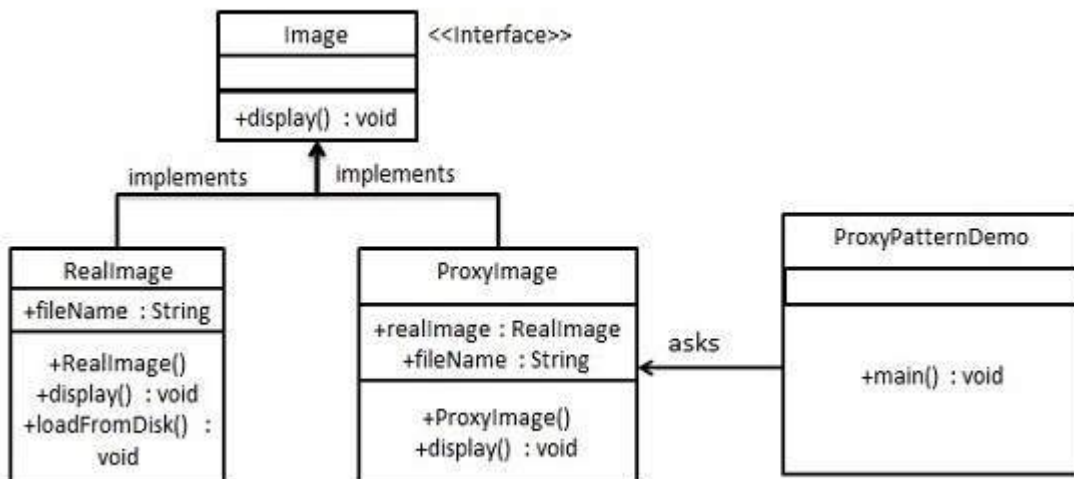 Image
<<Interface>>
+display() : void
implements
implements
RealImage
+fileName : String
+RealImage()
+display() : void
+loadFromDisk() :
void
ProxyImage
+realImage : RealImage
+fileName : String
+ProxyImage()
+display() : void
asks
ProxyPatternDemo
+main() : void